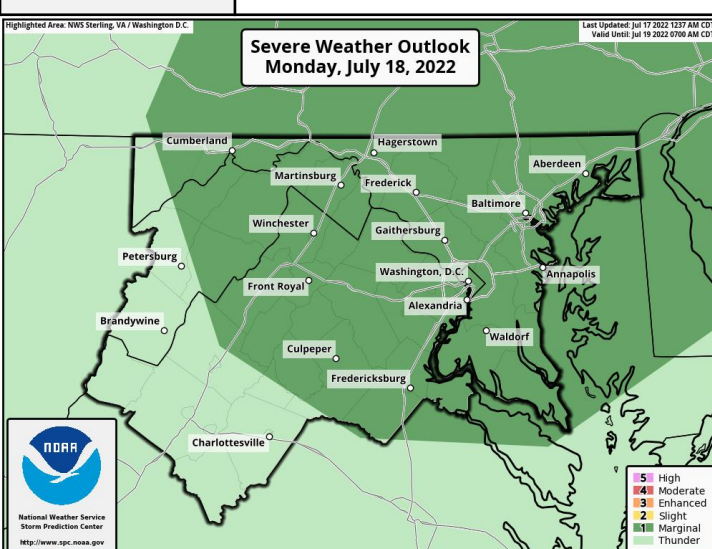 Highlighted Area: NWS Sterling, VA / Washington D.C.
Last Updated: Jul 17 2022 1237 AM CDT
Valid Until: Jul 19 2022 0700 AM CDT
Severe Weather Outlook
Monday, July 18, 2022
Cumberland
Hagerstown
Aberdeen
Martinsburg
Frederick
Baltimore
Winchester
Gaithersburg
Petersburg
Washington, D.C.
Annapolis
Front Royal
Alexandria
Brandywine
Waldorf
Culpeper
Fredericksburg
Charlottesville
NOAA
National Weather Service
Storm Prediction Center
http://www.spc.noaa.gov
5 High
4 Moderate
3 Enhanced
2 Slight
1 Marginal
Thunder